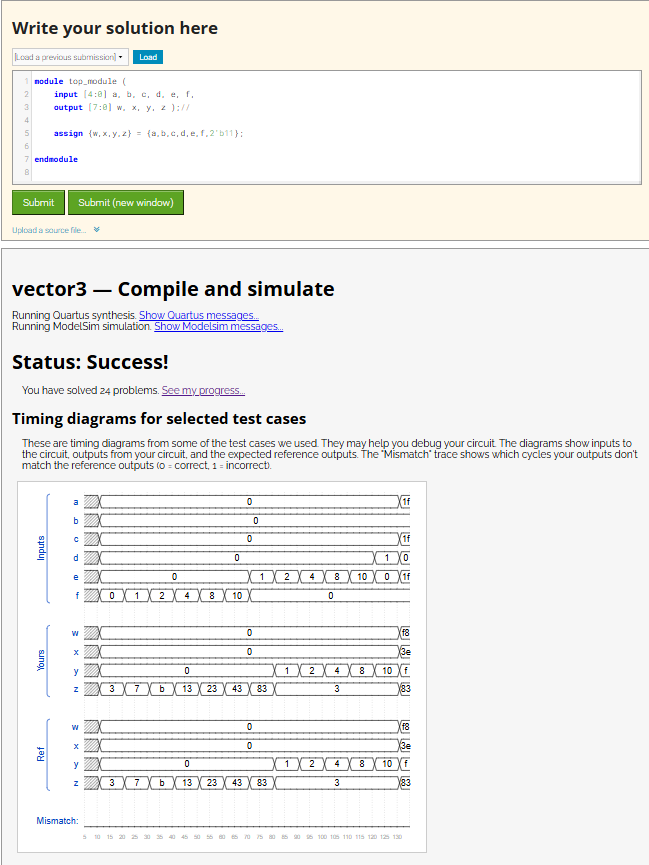 Write your solution here
[Load a previous submission] Load
1 module top_module (
2 input [4:0] a, b, c, d, e, f,
3 output [7:0] w, x, y, z );//
4
5 assign {w,x,y,z} = {a,b,c,d,e,f,2'b11};
6
7 endmodule
8
Submit Submit (new window)
Upload a source file...
vector3 — Compile and simulate
Running Quartus synthesis. Show Quartus messages...
Running ModelSim simulation. Show Modelsim messages...
Status: Success!
You have solved 24 problems. See my progress...
Timing diagrams for selected test cases
These are timing diagrams from some of the test cases we used. They may help you debug your circuit. The diagrams show inputs to
the circuit, outputs from your circuit, and the expected reference outputs. The "Mismatch" trace shows which cycles your outputs don't
match the reference outputs (0 = correct, 1 = incorrect).
Inputs
a 0 1f
b 0
c 0 1f
d 0 1 0
e 0 1 2 4 8 10 0 1f
f 0 1 2 4 8 10 0
Yours
w 0 f8
x 0 3e
y 0 1 2 4 8 10 f
z 3 7 b 13 23 43 83 3 83
Ref
w 0 f8
x 0 3e
y 0 1 2 4 8 10 f
z 3 7 b 13 23 43 83 3 83
Mismatch:
5 10 15 20 25 30 35 40 45 50 55 60 65 70 75 80 85 90 95 100 105 110 115 120 125 130